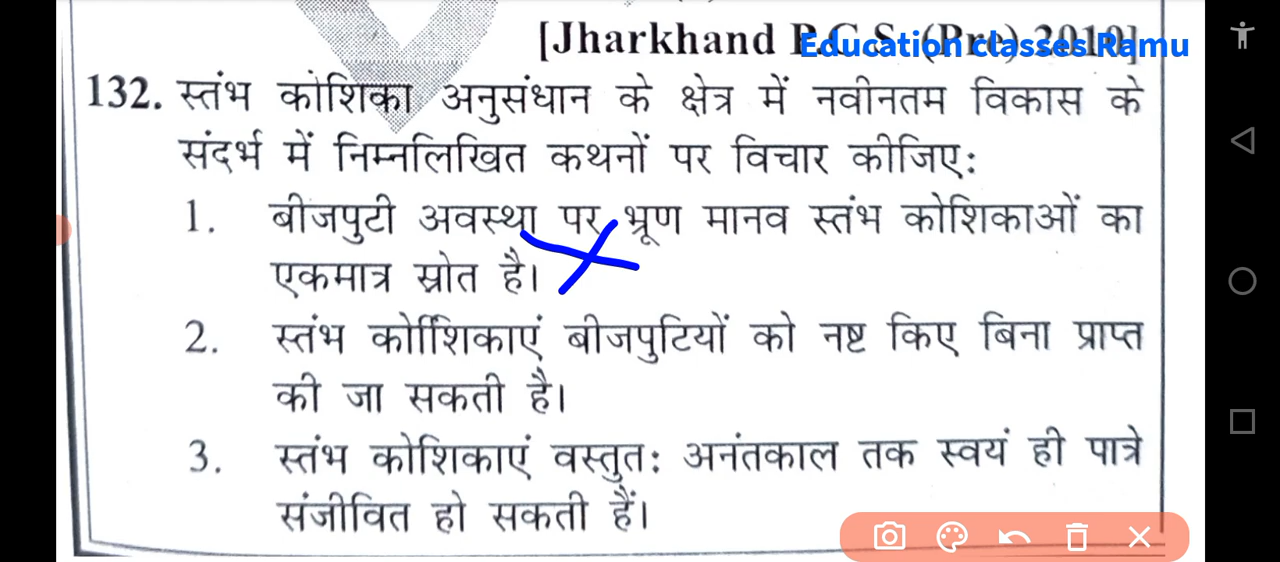 [Jharkhand P.C.S. (Pre) 2010]
Education classes Ramu
132. स्तंभ कोशिका अनुसंधान के क्षेत्र में नवीनतम विकास के
संदर्भ में निम्नलिखित कथनों पर विचार कीजिए:
1. बीजपुटी अवस्था पर भ्रूण मानव स्तंभ कोशिकाओं का
एकमात्र स्रोत है।
2. स्तंभ कोर्शिकाएं बीजपुटियों को नष्ट किए बिना प्राप्त
की जा सकती है।
3. स्तंभ कोशिकाएं वस्तुतः अनंतकाल तक स्वयं ही पात्रे
संजीवित हो सकती हैं।